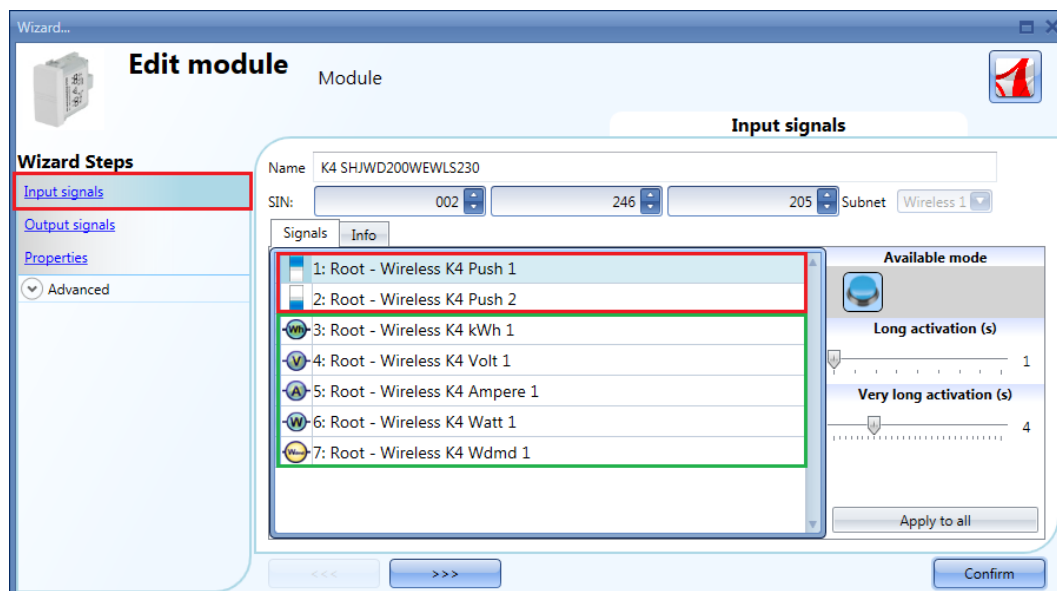 Wizard...
Edit module
Module
Input signals
Wizard Steps
Input signals
Output signals
Properties
Advanced
Name K4 SHJWD200WEWLS230
SIN: 002 246 205 Subnet Wireless 1
Signals Info
1: Root - Wireless K4 Push 1
2: Root - Wireless K4 Push 2
Wh 3: Root - Wireless K4 kWh 1
V 4: Root - Wireless K4 Volt 1
A 5: Root - Wireless K4 Ampere 1
W 6: Root - Wireless K4 Watt 1
7: Root - Wireless K4 Wdmd 1
Available mode
Long activation (s)
1
Very long activation (s)
4
Apply to all
<<< >>> Confirm